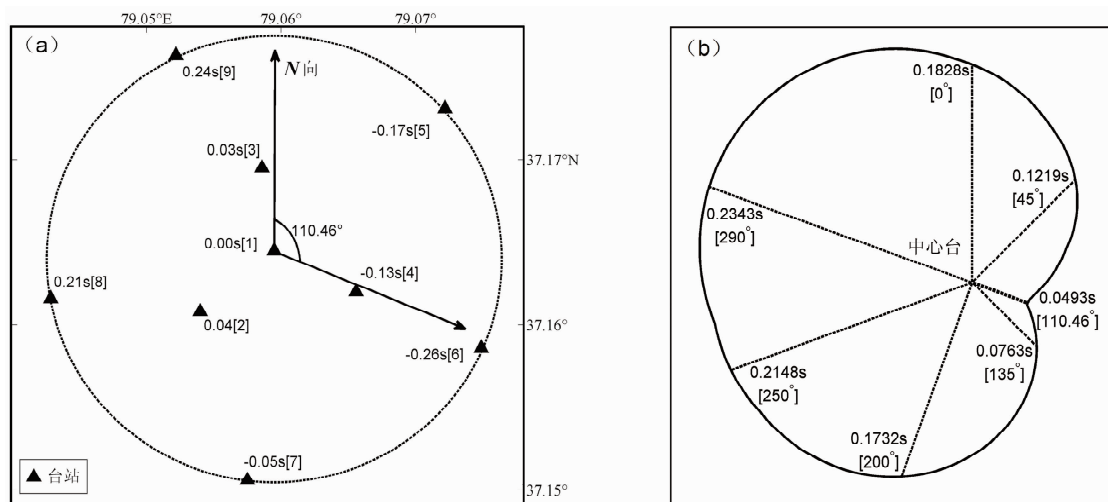 79.05°E
79.06°
79.07°
(a)
N向
0.24s[9]
-0.17s[5]
0.03s[3]
37.17°N
110.46°
0.00s[1]
-0.13s[4]
0.21s[8]
0.04[2]
37.16°
-0.26s[6]
-0.05s[7]
台站
37.15°
(b)
0.1828s
[0°]
0.1219s
[45°]
0.2343s
[290°]
中心台
0.0493s
[110.46°]
0.0763s
[135°]
0.2148s
[250°]
0.1732s
[200°]